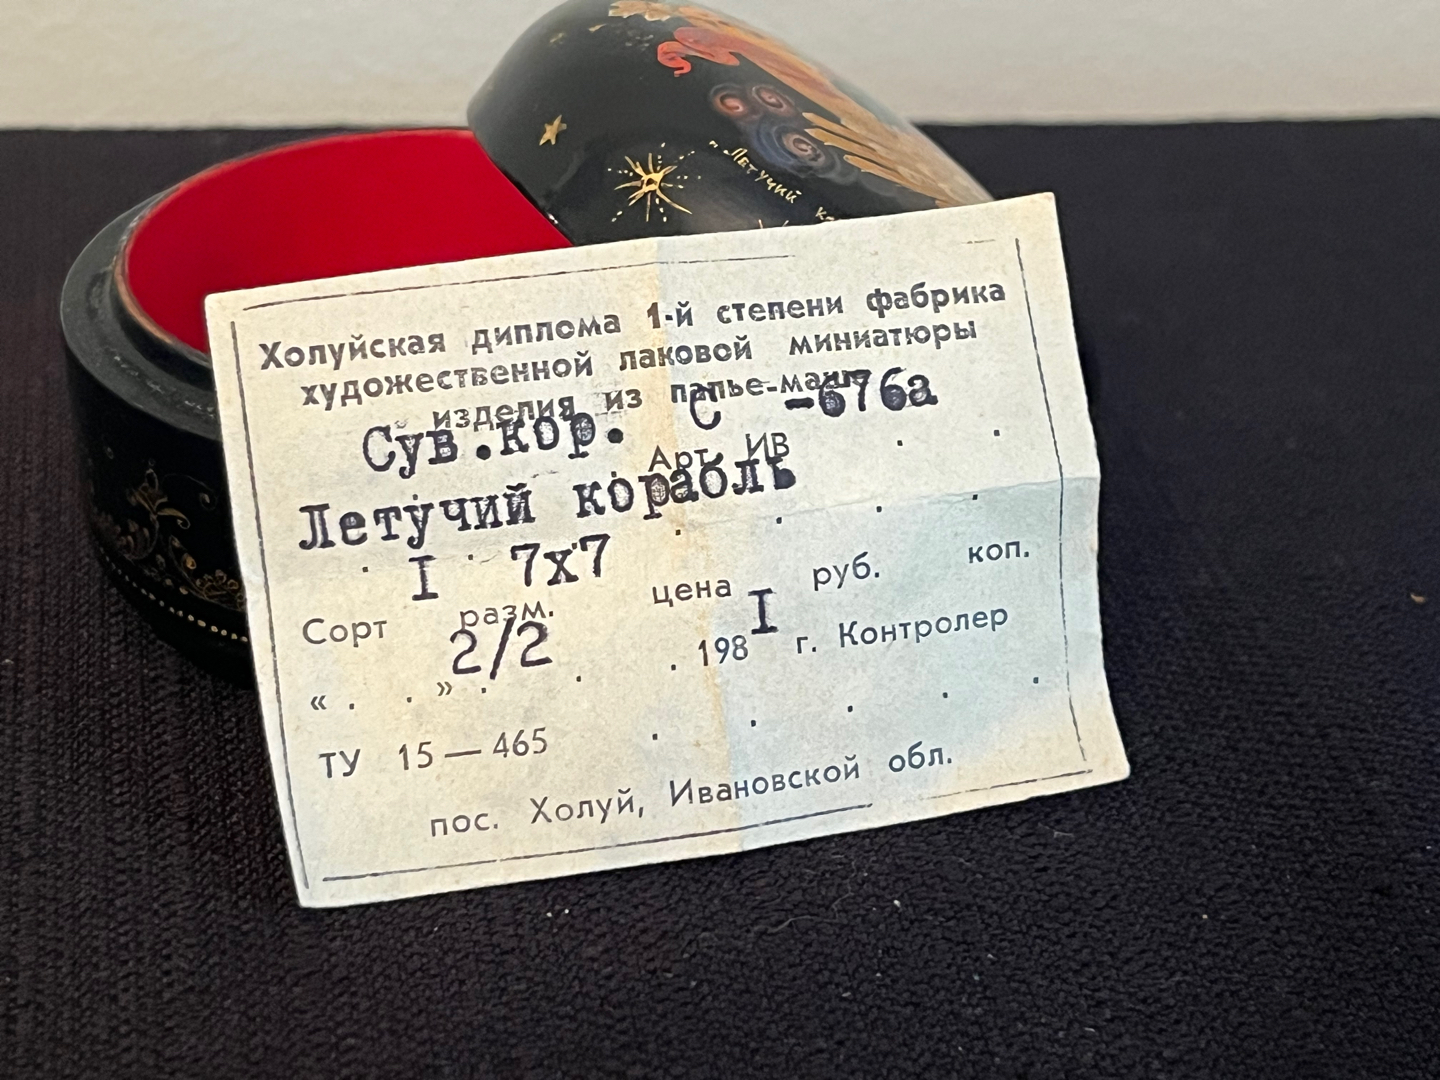 "Летучий
Холуйская диплома 1-й степени фабрика
художественной лаковой миниатюры
изделия из папье-маше
Сув.кор. С -676а
Арт. ИВ
Летучий корабль
I 7х7
Сорт разм. цена руб. коп.
2/2 I
« . . » . . . 198 г. Контролер
ТУ 15 — 465
пос. Холуй, Ивановской обл.